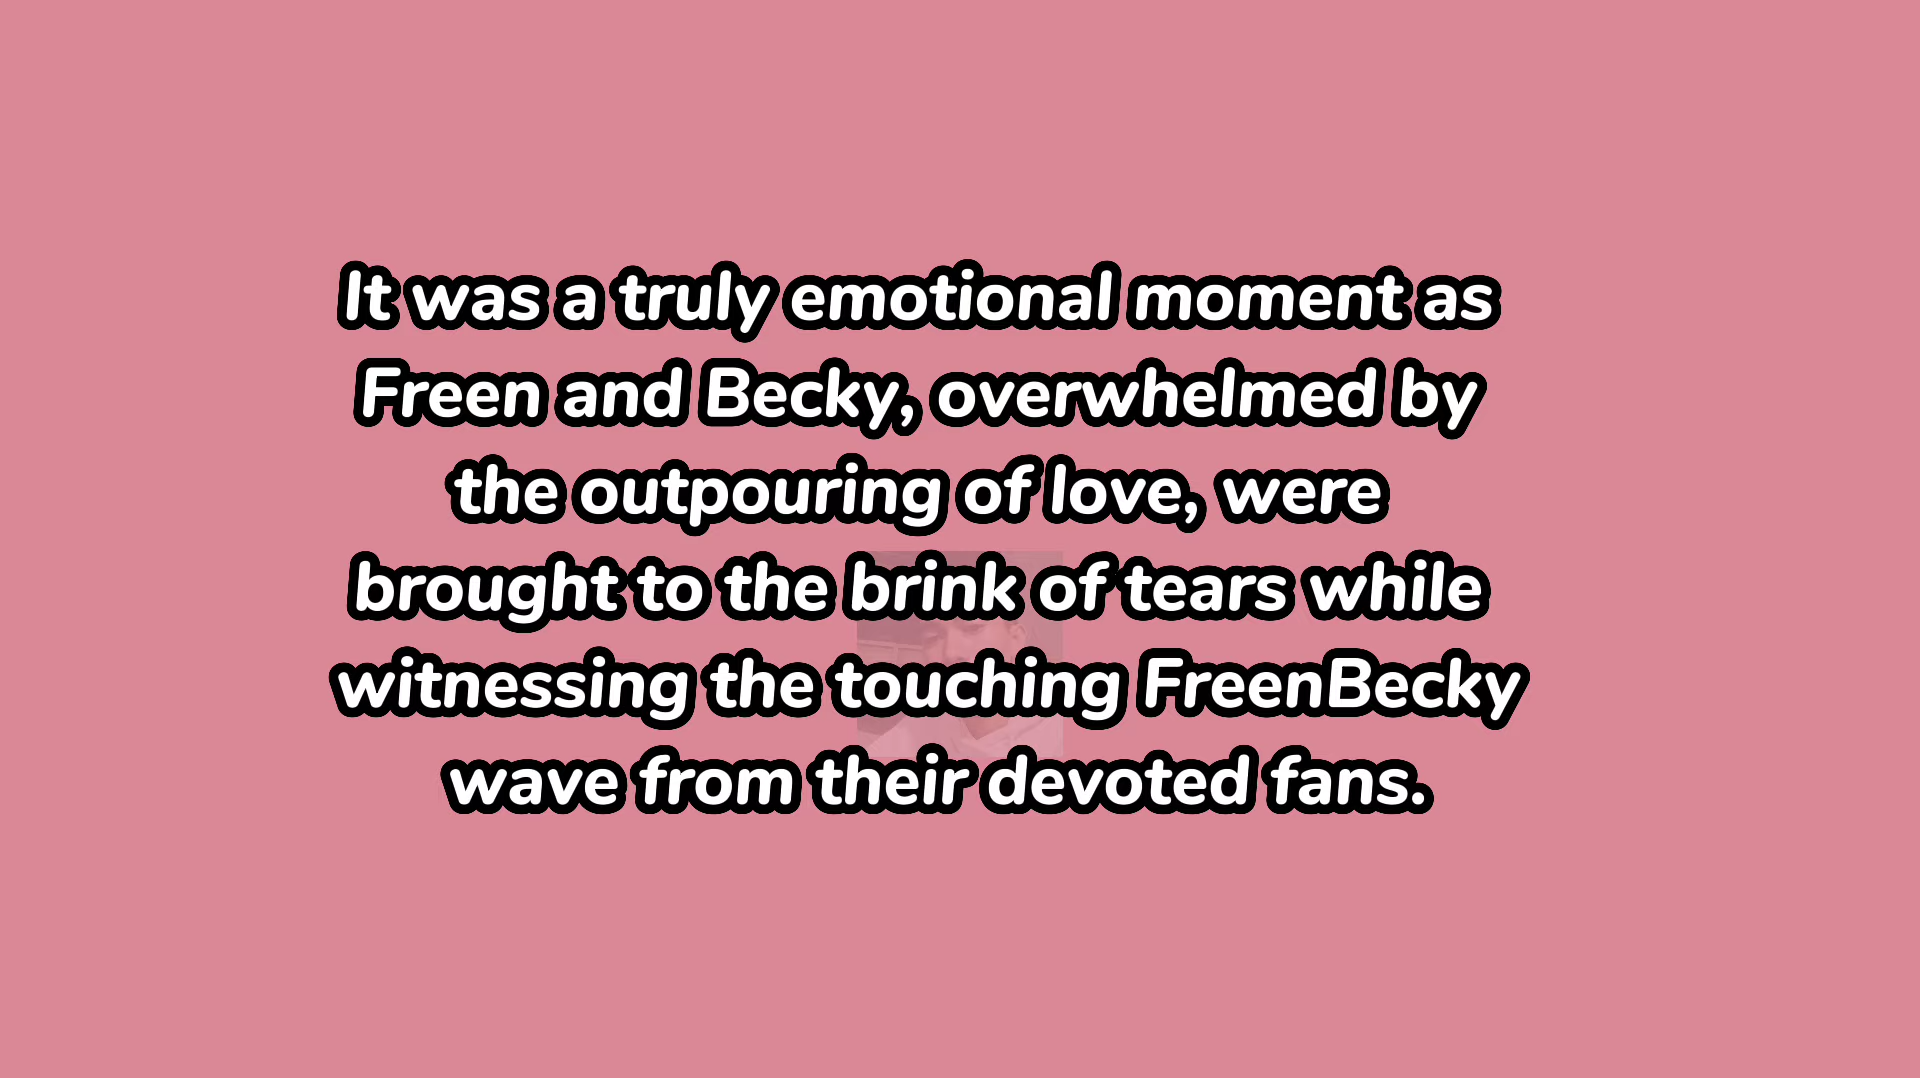 It was a truly emotional moment as
Freen and Becky, overwhelmed by
the outpouring of love, were
brought to the brink of tears while
witnessing the touching FreenBecky
wave from their devoted fans.